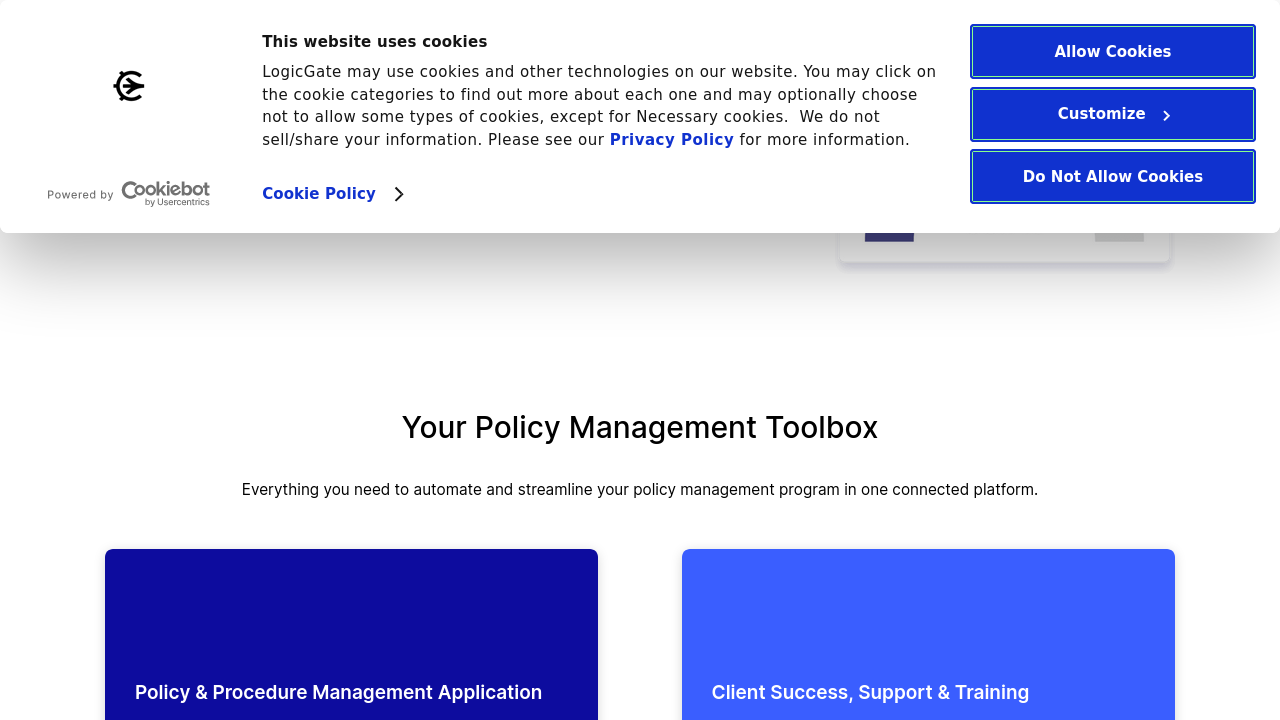 This website uses cookies
LogicGate may use cookies and other technologies on our website. You may click on
the cookie categories to find out more about each one and may optionally choose
not to allow some types of cookies, except for Necessary cookies.  We do not
sell/share your information. Please see our Privacy Policy for more information.
Cookie Policy
Powered by Cookiebot
by Usercentrics
Allow Cookies
Customize
Do Not Allow Cookies
Your Policy Management Toolbox
Everything you need to automate and streamline your policy management program in one connected platform.
Policy & Procedure Management Application
Client Success, Support & Training